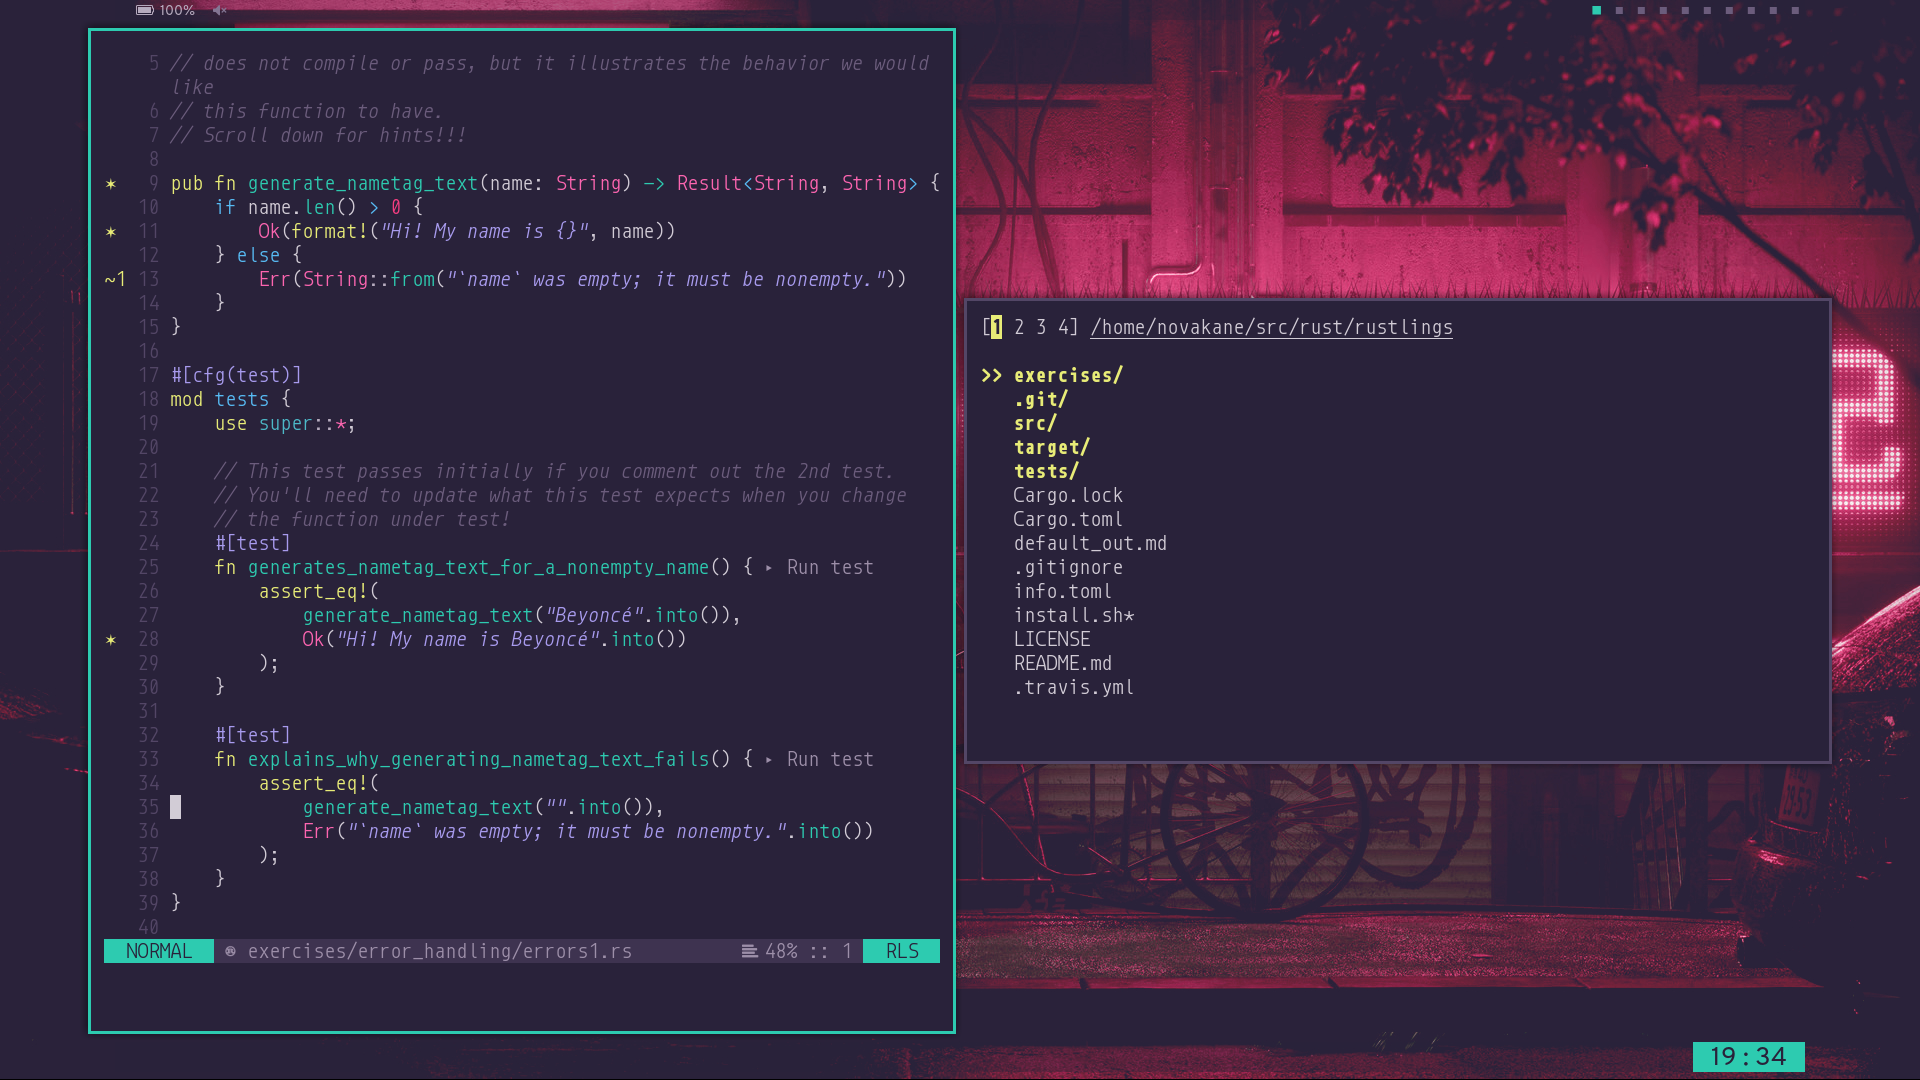 100%
5 // does not compile or pass, but it illustrates the behavior we would
like
6 // this function to have.
7 // Scroll down for hints!!!
8
✶ 9 pub fn generate_nametag_text(name: String) -> Result<String, String> {
10     if name.len() > 0 {
✶ 11         Ok(format!("Hi! My name is {}", name))
12     } else {
~1 13         Err(String::from("`name` was empty; it must be nonempty."))
14     }
15 }
16
17 #[cfg(test)]
18 mod tests {
19     use super::*;
20
21     // This test passes initially if you comment out the 2nd test.
22     // You'll need to update what this test expects when you change
23     // the function under test!
24     #[test]
25     fn generates_nametag_text_for_a_nonempty_name() { ‣ Run test
26         assert_eq!(
27             generate_nametag_text("Beyoncé".into()),
✶ 28             Ok("Hi! My name is Beyoncé".into())
29         );
30     }
31
32     #[test]
33     fn explains_why_generating_nametag_text_fails() { ‣ Run test
34         assert_eq!(
35             generate_nametag_text("".into()),
36             Err("`name` was empty; it must be nonempty.".into())
37         );
38     }
39 }
40
NORMAL exercises/error_handling/errors1.rs 48% :: 1 RLS
[1 2 3 4] /home/novakane/src/rust/rustlings
>> exercises/
.git/
src/
target/
tests/
Cargo.lock
Cargo.toml
default_out.md
.gitignore
info.toml
install.sh*
LICENSE
README.md
.travis.yml
19:34